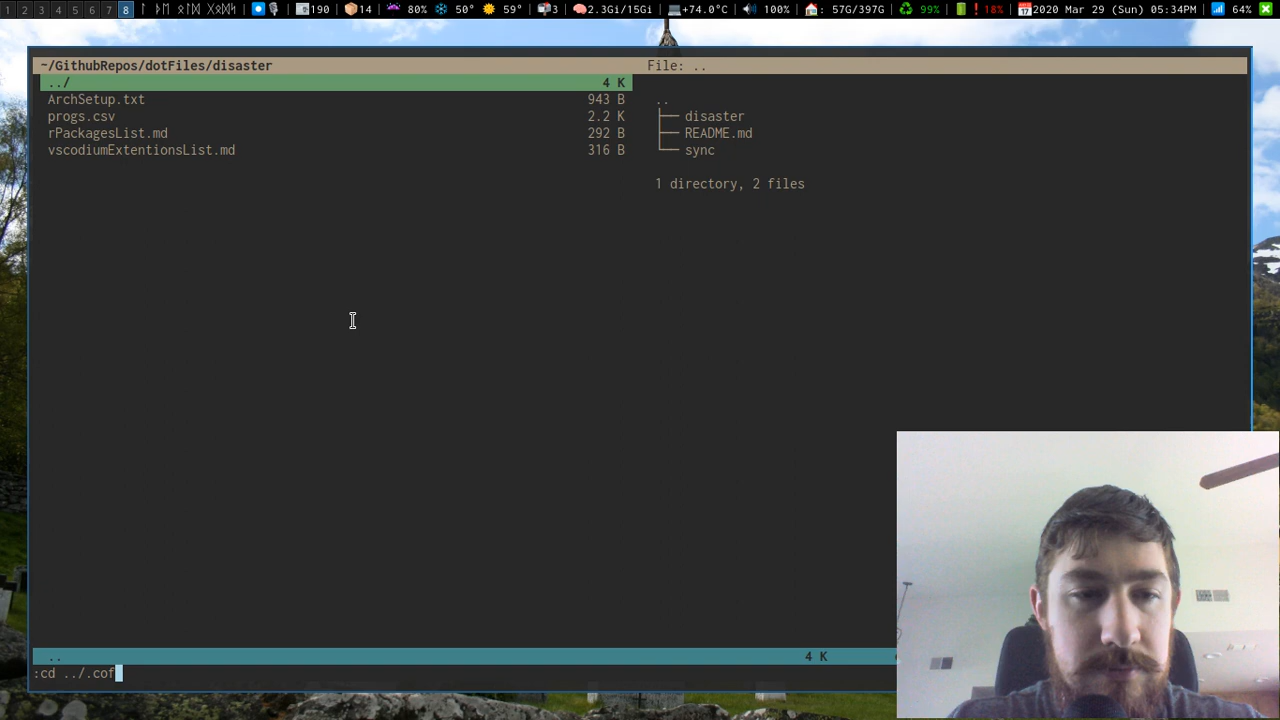 1 2 3 4 5 6 7 8 ᛚ ᚦᛖ ᛟᛚᛞ ᚷᛟᛞᛋ | | 190 | 14 | 80% 50° 59° | 3 | 2.3Gi/15Gi | +74.0°C | 100% | : 57G/397G | 99% | ! 18% | 2020 Mar 29 (Sun) 05:34PM | 64%
~/GithubRepos/dotFiles/disaster File: ..
../ 4 K
ArchSetup.txt 943 B
progs.csv 2.2 K
rPackagesList.md 292 B
vscodiumExtentionsList.md 316 B
..
├── disaster
├── README.md
└── sync
1 directory, 2 files
.. 4 K
:cd ../.cof